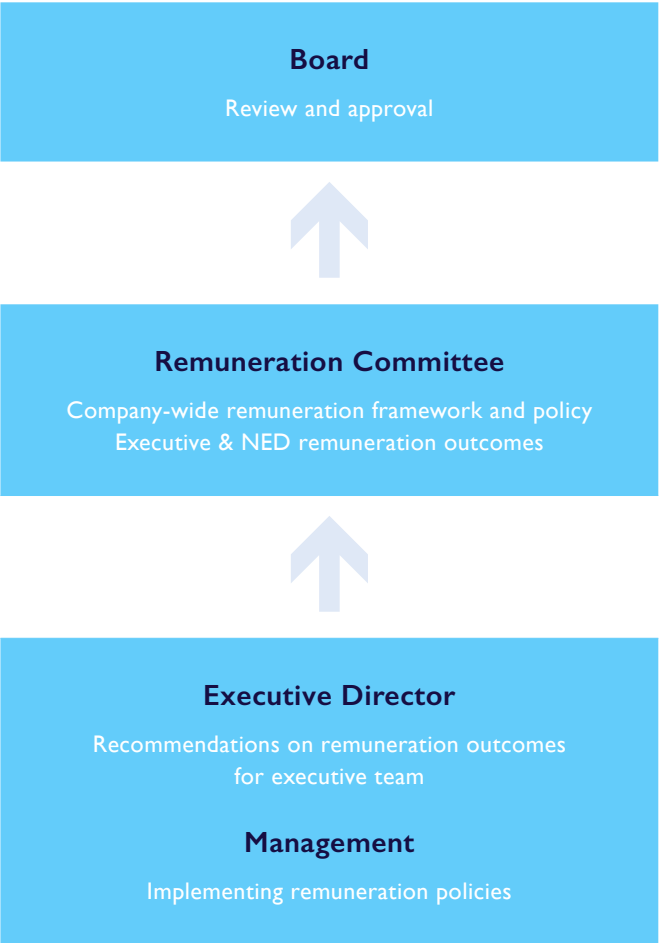 Board
Review and approval
Remuneration Committee
Company-wide remuneration framework and policy
Executive & NED remuneration outcomes
Executive Director
Recommendations on remuneration outcomes
for executive team
Management
Implementing remuneration policies